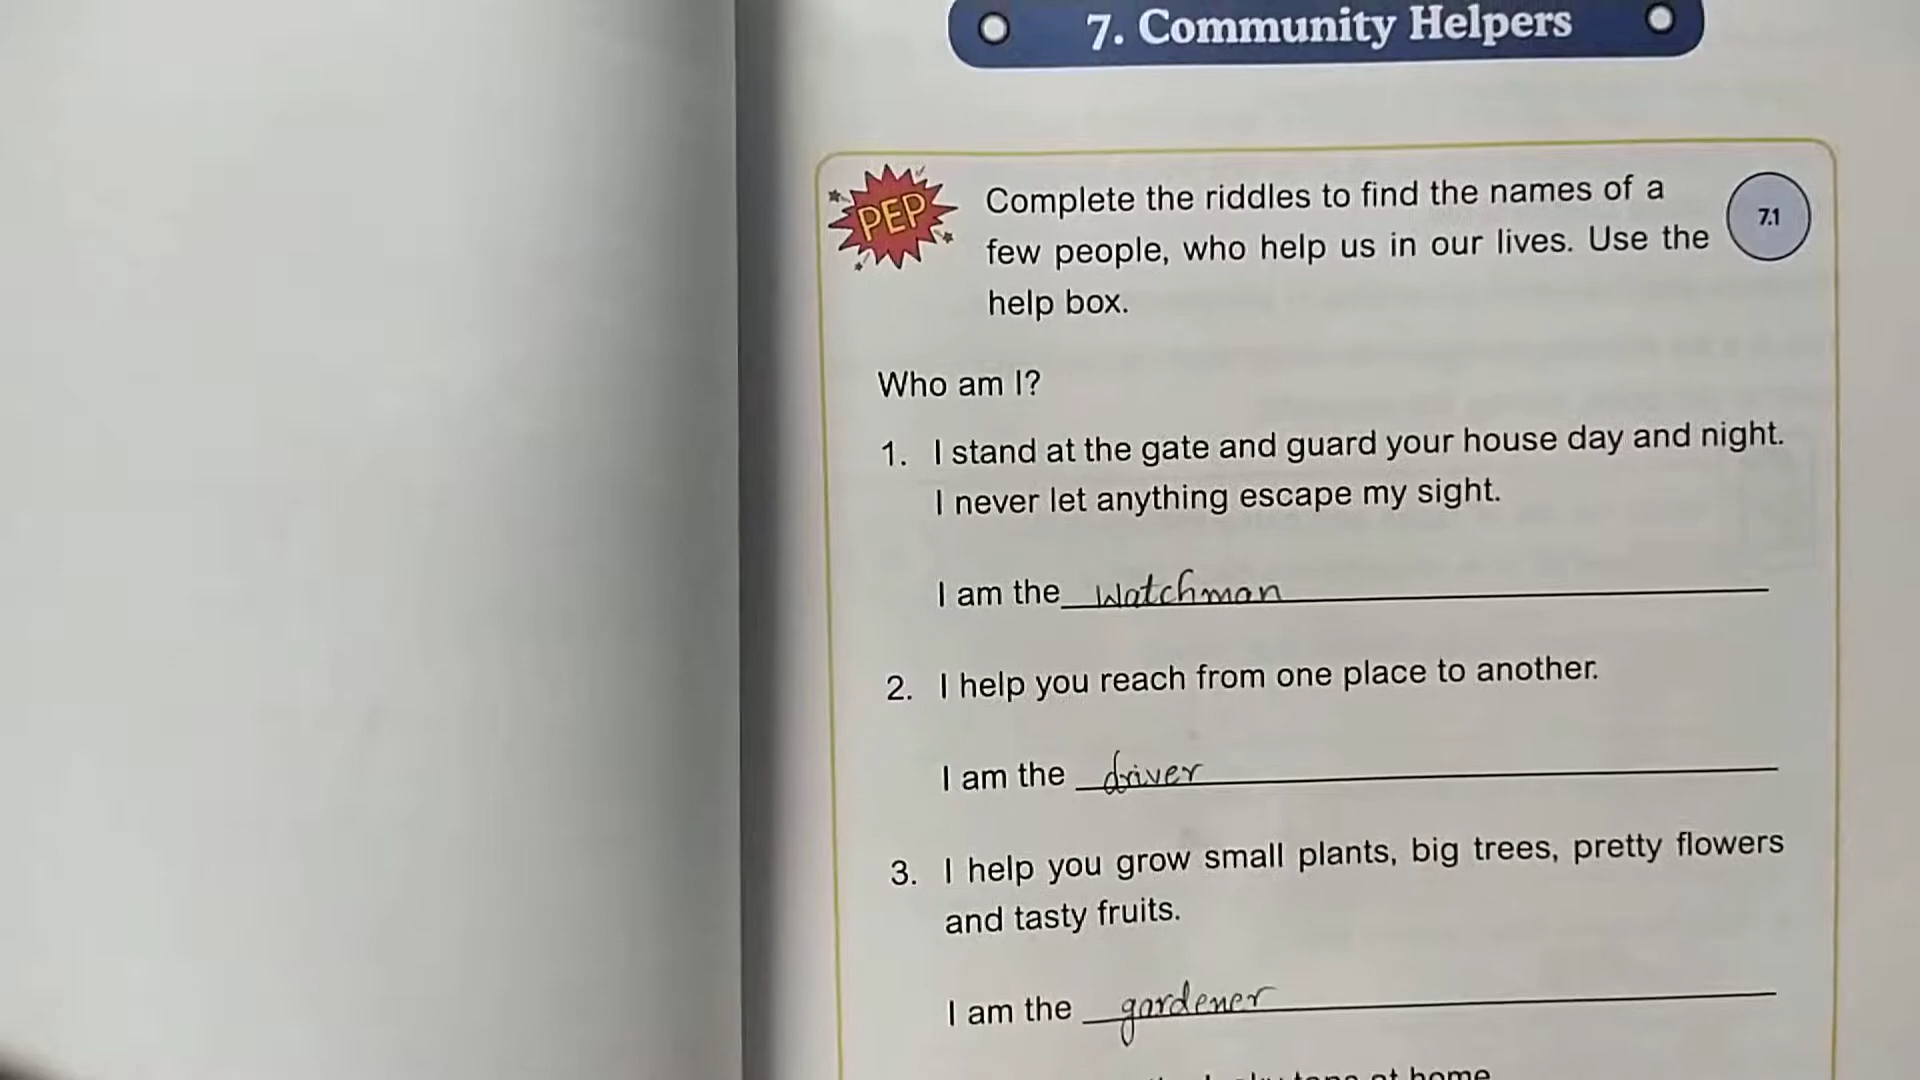 7. Community Helpers
PEP
Complete the riddles to find the names of a
few people, who help us in our lives. Use the
help box.
7.1
Who am I?
1. I stand at the gate and guard your house day and night.
I never let anything escape my sight.
I am the watchman
2. I help you reach from one place to another.
I am the driver
3. I help you grow small plants, big trees, pretty flowers
and tasty fruits.
I am the gardener
at home